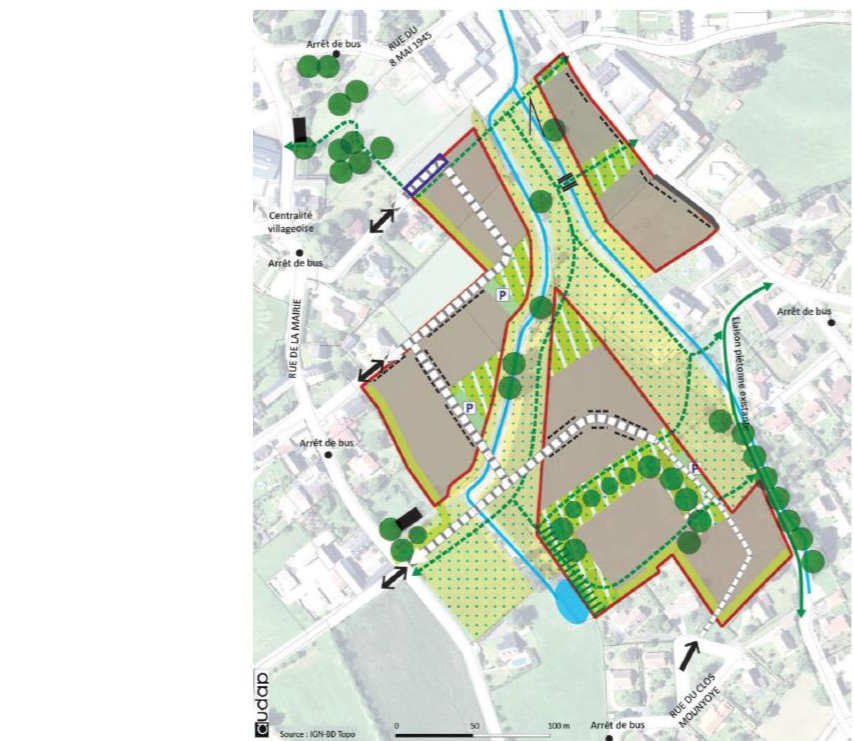 Arrêt de bus
RUE DU
8 MAI 1945
Centralité
villageoise
Arrêt de bus
RUE DE LA MAIRIE
P
Arrêt de bus
Liaison piétonne existante
P
Arrêt de bus
P
RUE DU CLOS
MOUNYOYE
audap
Source : IGN-BD Topo
0 50 100 m
Arrêt de bus